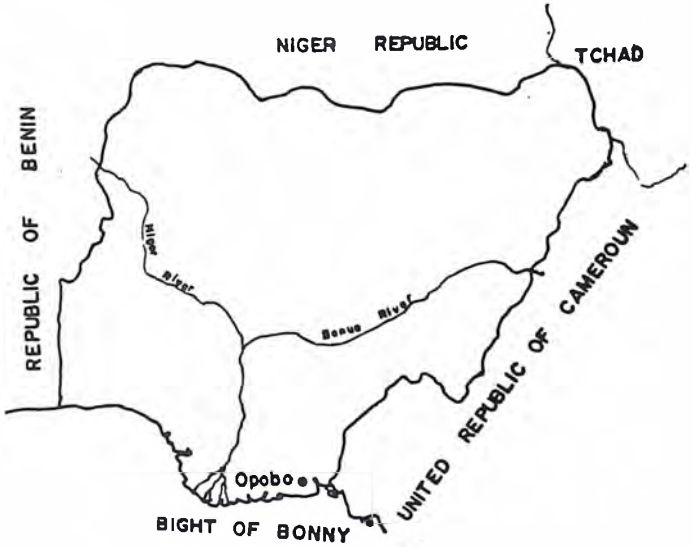 NIGER REPUBLIC
TCHAD
REPUBLIC OF BENIN
Niger
River
Benue River
UNITED REPUBLIC OF CAMEROUN
Opobo
BIGHT OF BONNY